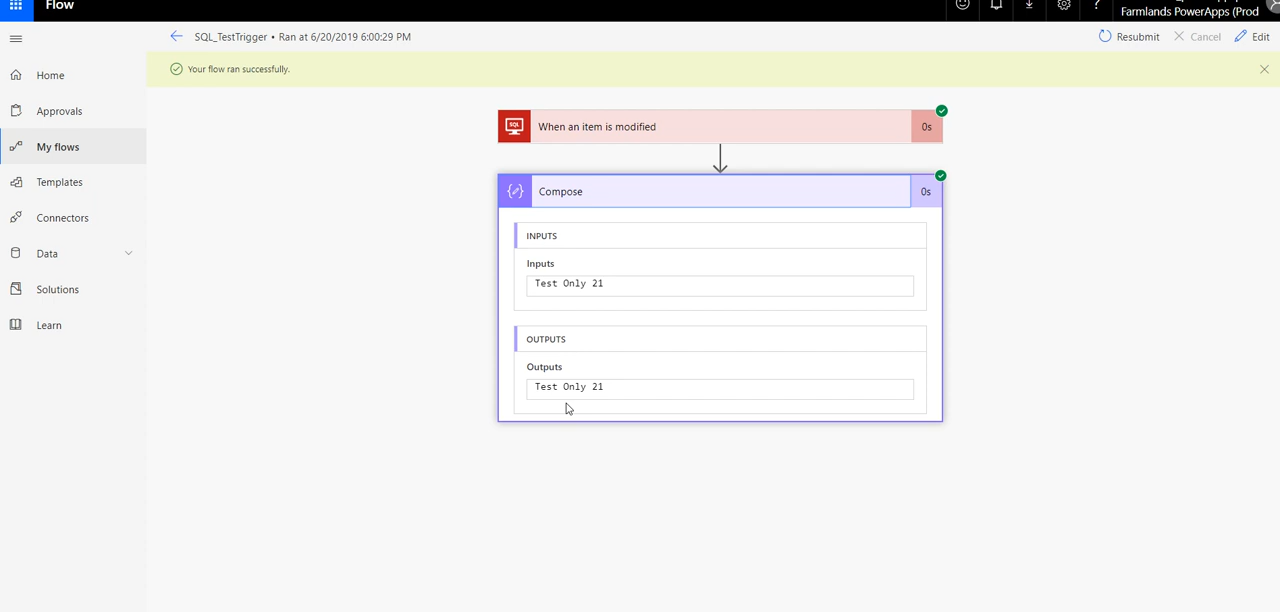 Flow
Farmlands PowerApps (Prod
SQL_TestTrigger • Ran at 6/20/2019 6:00:29 PM
Resubmit
Cancel
Edit
Your flow ran successfully.
Home
Approvals
My flows
Templates
Connectors
Data
Solutions
Learn
SQL
When an item is modified
0s
Compose
0s
INPUTS
Inputs
Test Only 21
OUTPUTS
Outputs
Test Only 21